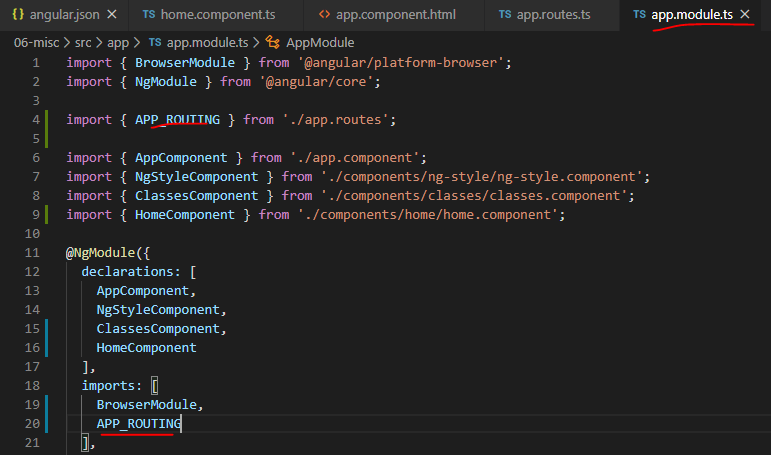 {} angular.json ×
TS home.component.ts
<> app.component.html
TS app.routes.ts
TS app.module.ts ×
06-misc > src > app > TS app.module.ts > AppModule
1 import { BrowserModule } from '@angular/platform-browser';
2 import { NgModule } from '@angular/core';
3
4 import { APP_ROUTING } from './app.routes';
5
6 import { AppComponent } from './app.component';
7 import { NgStyleComponent } from './components/ng-style/ng-style.component';
8 import { ClassesComponent } from './components/classes/classes.component';
9 import { HomeComponent } from './components/home/home.component';
10
11 @NgModule({
12   declarations: [
13     AppComponent,
14     NgStyleComponent,
15     ClassesComponent,
16     HomeComponent
17   ],
18   imports: [
19     BrowserModule,
20     APP_ROUTING
21   ],